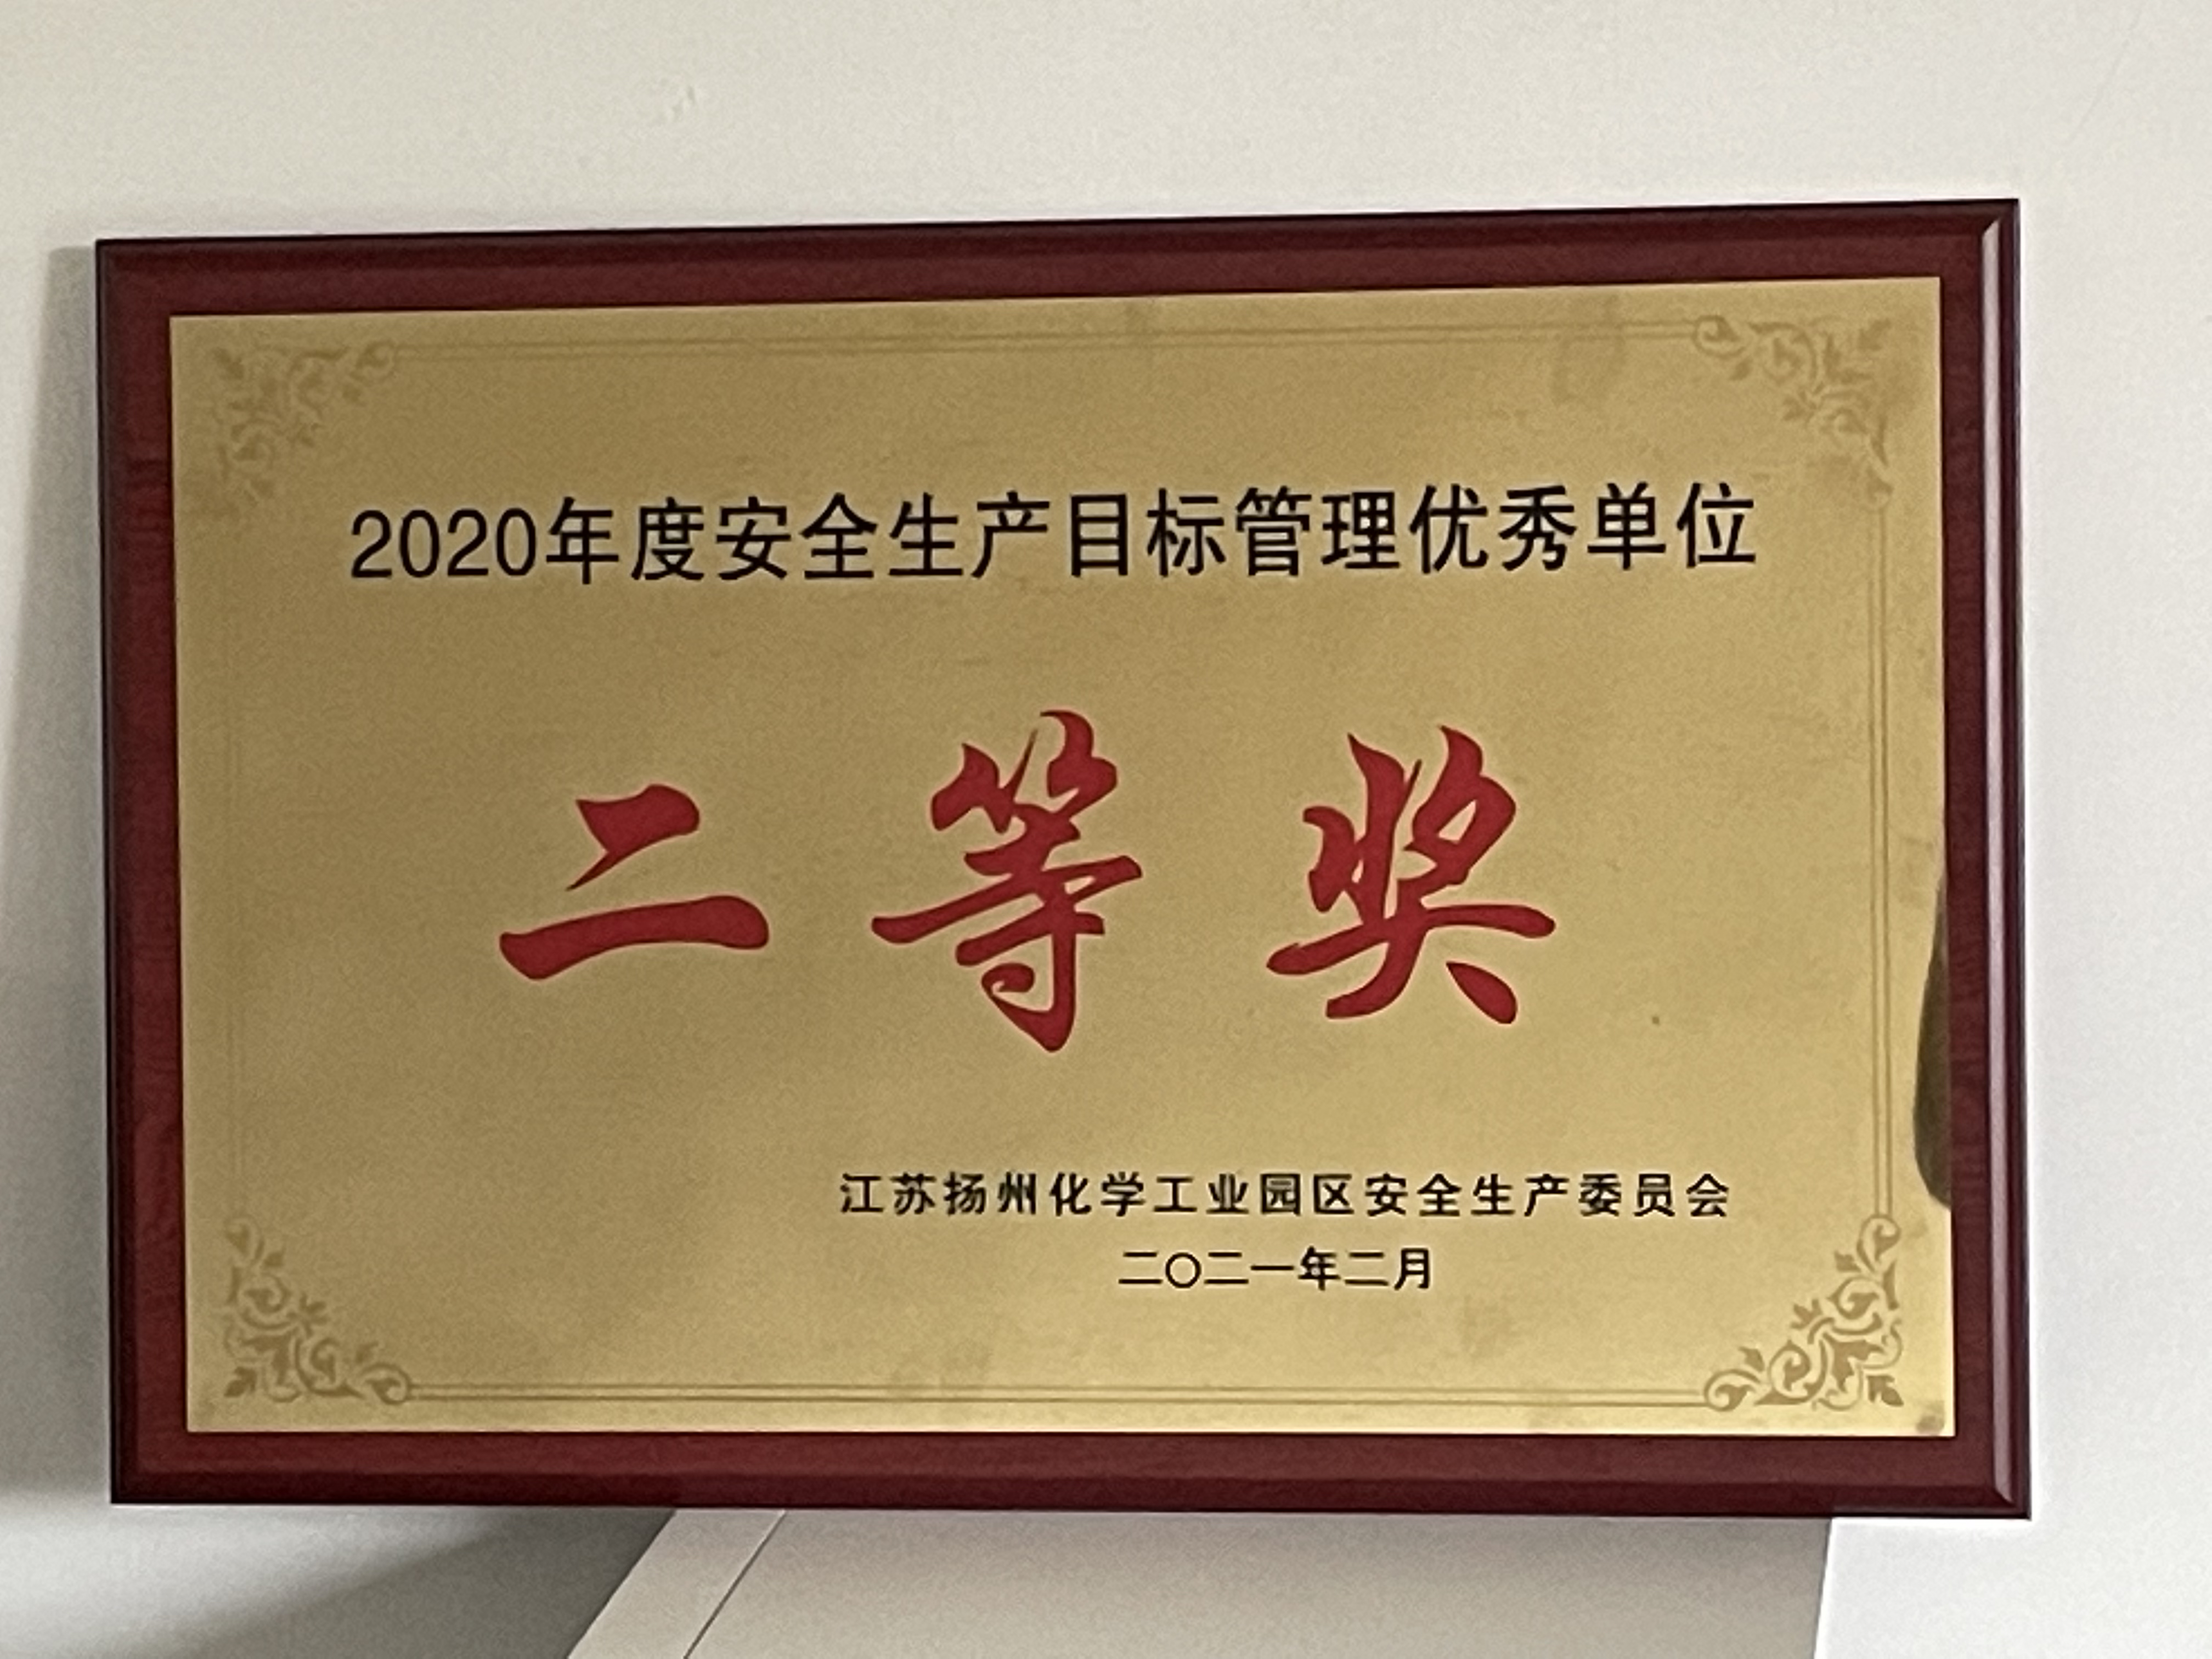 2020年度安全生产目标管理优秀单位
二等奖
江苏扬州化学工业园区安全生产委员会
二〇二一年二月